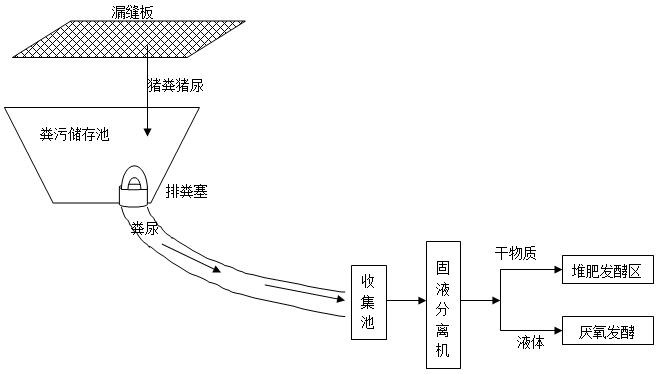 漏缝板
猪粪猪尿
粪污储存池
排粪塞
粪尿
收集池
固液分离机
干物质
堆肥发酵区
液体
厌氧发酵